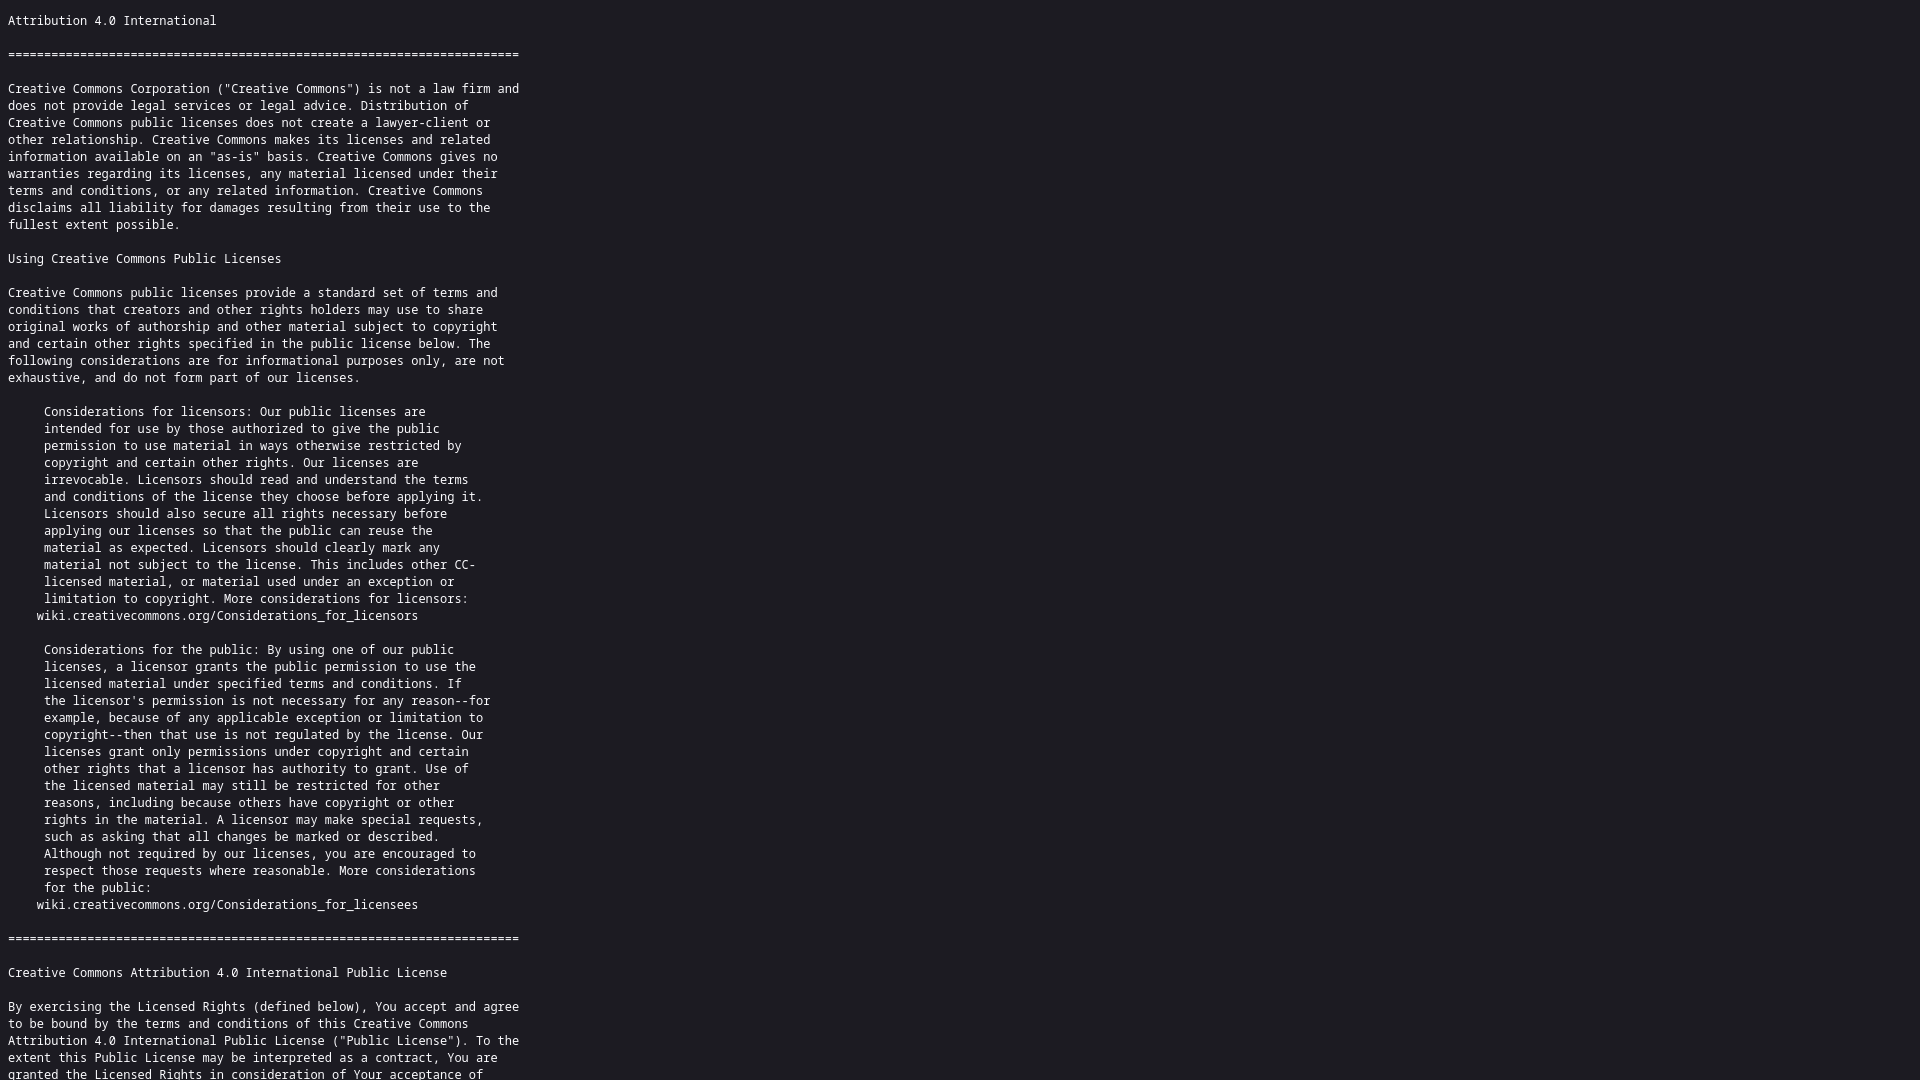 Attribution 4.0 International
=======================================================================
Creative Commons Corporation ("Creative Commons") is not a law firm and
does not provide legal services or legal advice. Distribution of
Creative Commons public licenses does not create a lawyer-client or
other relationship. Creative Commons makes its licenses and related
information available on an "as-is" basis. Creative Commons gives no
warranties regarding its licenses, any material licensed under their
terms and conditions, or any related information. Creative Commons
disclaims all liability for damages resulting from their use to the
fullest extent possible.
Using Creative Commons Public Licenses
Creative Commons public licenses provide a standard set of terms and
conditions that creators and other rights holders may use to share
original works of authorship and other material subject to copyright
and certain other rights specified in the public license below. The
following considerations are for informational purposes only, are not
exhaustive, and do not form part of our licenses.
Considerations for licensors: Our public licenses are
intended for use by those authorized to give the public
permission to use material in ways otherwise restricted by
copyright and certain other rights. Our licenses are
irrevocable. Licensors should read and understand the terms
and conditions of the license they choose before applying it.
Licensors should also secure all rights necessary before
applying our licenses so that the public can reuse the
material as expected. Licensors should clearly mark any
material not subject to the license. This includes other CC-
licensed material, or material used under an exception or
limitation to copyright. More considerations for licensors:
wiki.creativecommons.org/Considerations_for_licensors
Considerations for the public: By using one of our public
licenses, a licensor grants the public permission to use the
licensed material under specified terms and conditions. If
the licensor's permission is not necessary for any reason--for
example, because of any applicable exception or limitation to
copyright--then that use is not regulated by the license. Our
licenses grant only permissions under copyright and certain
other rights that a licensor has authority to grant. Use of
the licensed material may still be restricted for other
reasons, including because others have copyright or other
rights in the material. A licensor may make special requests,
such as asking that all changes be marked or described.
Although not required by our licenses, you are encouraged to
respect those requests where reasonable. More considerations
for the public:
wiki.creativecommons.org/Considerations_for_licensees
=======================================================================
Creative Commons Attribution 4.0 International Public License
By exercising the Licensed Rights (defined below), You accept and agree
to be bound by the terms and conditions of this Creative Commons
Attribution 4.0 International Public License ("Public License"). To the
extent this Public License may be interpreted as a contract, You are
granted the Licensed Rights in consideration of Your acceptance of